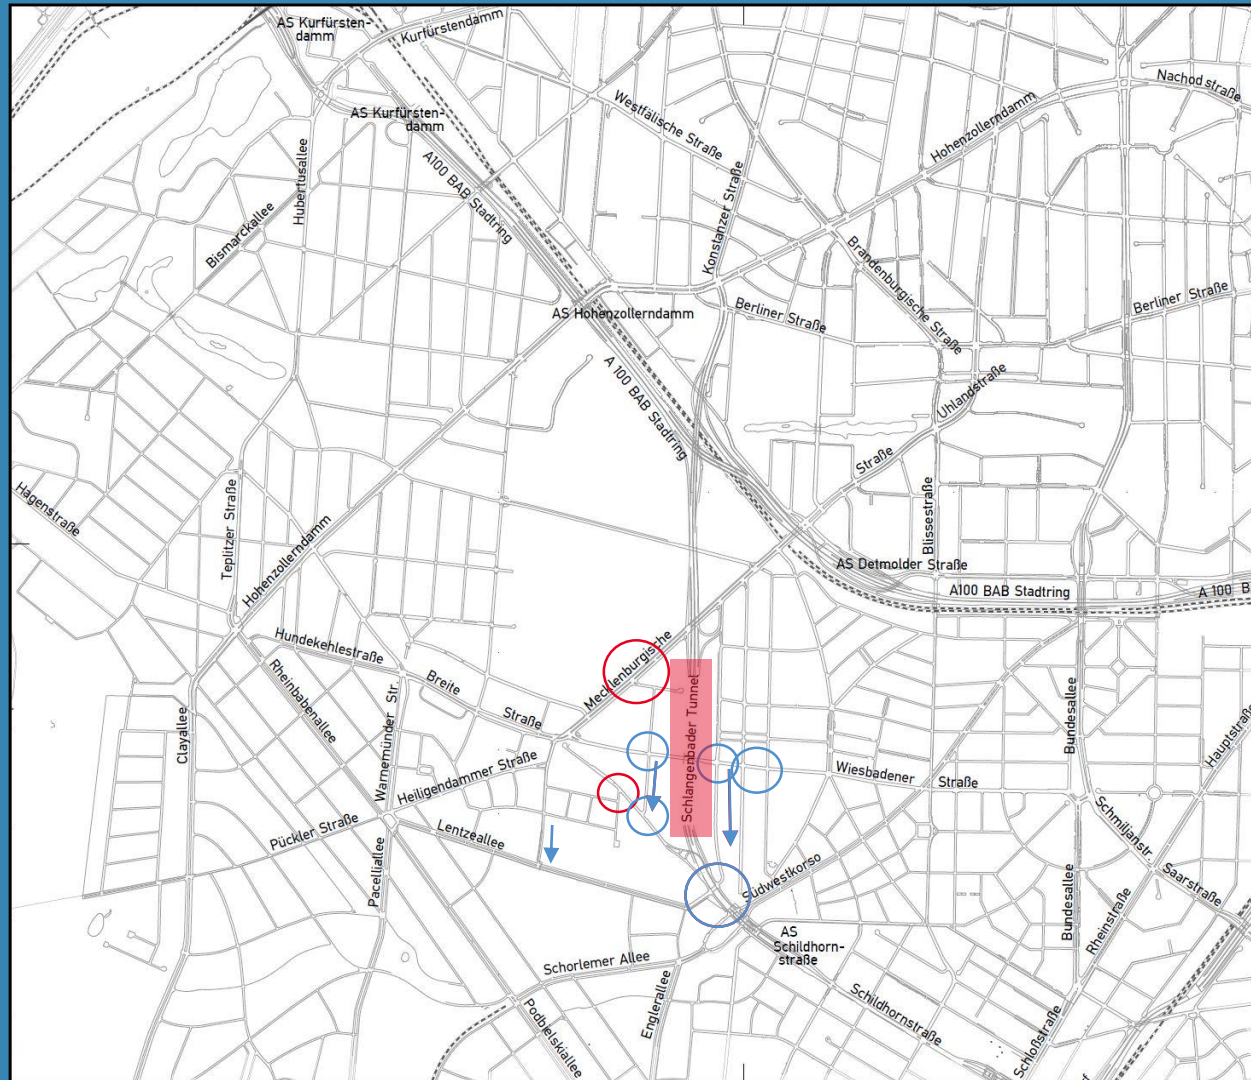 AS Kurfürsten-
damm
Kurfürstendamm
Nachodstraße
Westfälische Straße
AS Kurfürsten-
damm
Hohenzollerndamm
Hubertusallee
A100 BAB Stadtring
Konstanzer Straße
Bismarckallee
Brandenburgische Straße
Berliner Straße
Berliner Straße
AS Hohenzollerndamm
A 100 BAB Stadtring
Uhlandstraße
Straße
Hagenstraße
Teplitzer Straße
Blissestraße
Hohenzollerndamm
AS Detmolder Straße
A100 BAB Stadtring
A 100 B
Hundekehlestraße
Mecklenburgische
Rheinbabenallee
Breite
Straße
Schlangenbader Tunnel
Bundesallee
Hauptstraße
Clayallee
Warnemünder Str.
Heiligendammer Straße
Wiesbadener
Straße
Pückler Straße
Lentzeallee
Schmiljanstr.
Pacelliallee
Südwestkorso
Saarstraße
Bundesallee
Rheinstraße
AS
Schildhorn-
straße
Schorlemer Allee
Englerallee
Schildhornstraße
Podbielskiallee
Schloßstraße